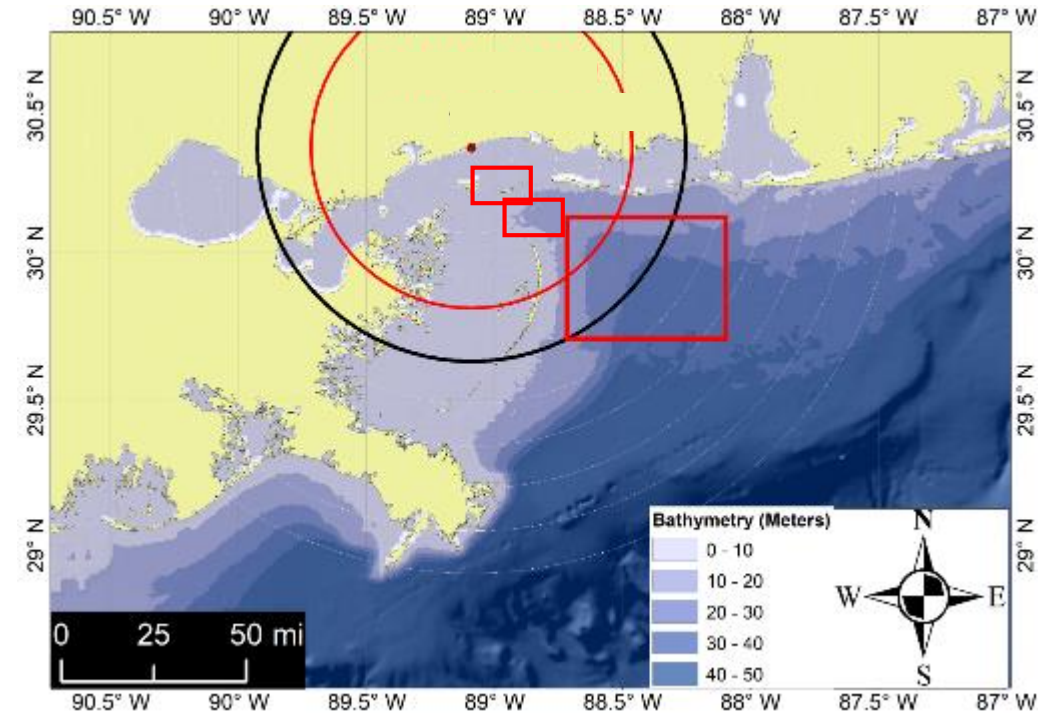 90.5° W 90° W 89.5° W 89° W 88.5° W 88° W 87.5° W 87° W
30.5° N
30° N
29.5° N
29° N
30.5° N
30° N
29.5° N
29° N
Bathymetry (Meters)
0 - 10
10 - 20
20 - 30
30 - 40
40 - 50
N
W E
S
0 25 50 mi
90.5° W 90° W 89.5° W 89° W 88.5° W 88° W 87.5° W 87° W